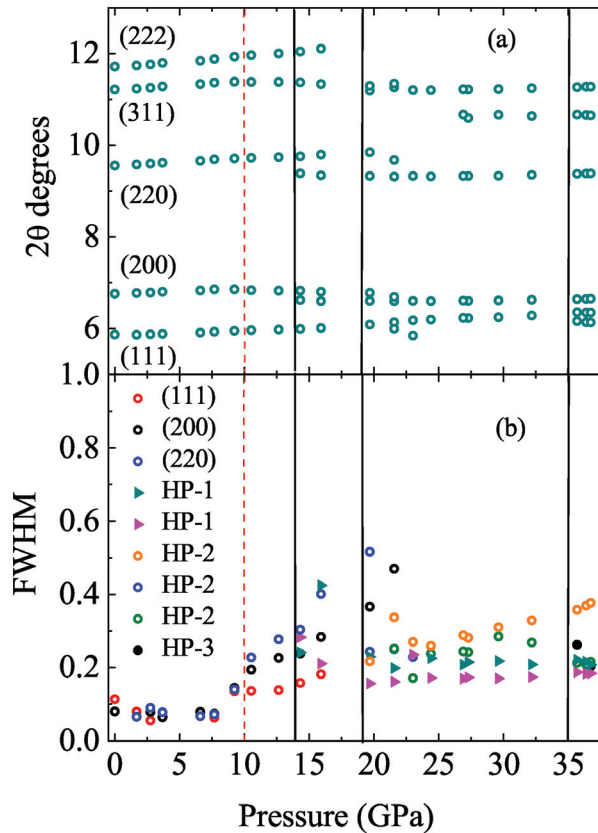 (222)
(a)
12
(311)
10
(220)
2θ degrees
8
(200)
6
(111)
1.0
(111)
(200)
(b)
0.8
(220)
HP-1
HP-1
0.6
HP-2
FWHM
HP-2
0.4
HP-2
HP-3
0.2
0.0
0 5 10 15 20 25 30 35
Pressure (GPa)